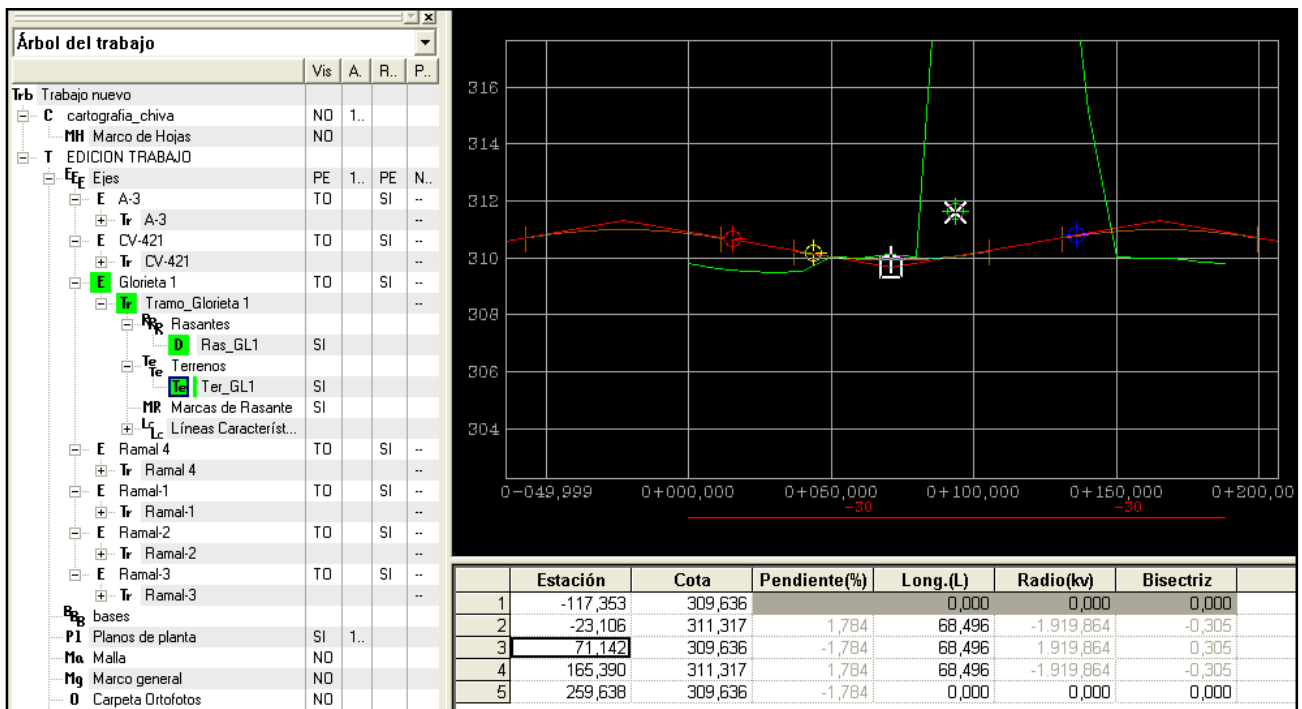 Árbol del trabajo
Vis A. R.. P..
Trb Trabajo nuevo
C cartografia_chiva NO 1..
MH Marco de Hojas NO
T EDICION TRABAJO
EEE Ejes PE 1.. PE N..
E A-3 TO SI --
Tr A-3 --
E CV-421 TO SI --
Tr CV-421 --
E Glorieta 1 TO SI --
Tr Tramo_Glorieta 1 --
RRR Rasantes
D Ras_GL1 SI
Te Te Terrenos
Te Ter_GL1 SI
MR Marcas de Rasante SI
Lc Lc Líneas Característ...
E Ramal 4 TO SI --
Tr Ramal 4 --
E Ramal-1 TO SI --
Tr Ramal-1 --
E Ramal-2 TO SI --
Tr Ramal-2 --
E Ramal-3 TO SI --
Tr Ramal-3 --
BBB bases
Pl Planos de planta SI 1..
Ma Malla NO
Mg Marco general NO
O Carpeta Ortofotos NO
316
314
312
310
308
306
304
0-049,999 0+000,000 0+050,000 0+100,000 0+150,000 0+200,00
-30 -30
Estación Cota Pendiente(%) Long.(L) Radio(kv) Bisectriz
1 -117,353 309,636 0,000 0,000 0,000
2 -23,106 311,317 1,784 68,496 -1.919,864 -0,305
3 71,142 309,636 -1,784 68,496 1.919,864 0,305
4 165,390 311,317 1,784 68,496 -1.919,864 -0,305
5 259,638 309,636 -1,784 0,000 0,000 0,000